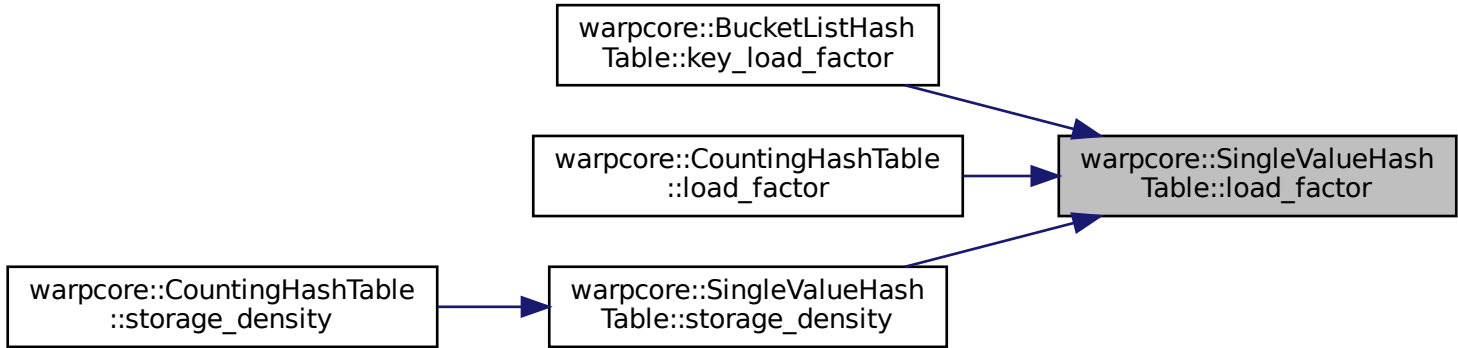 warpcore::BucketListHash
Table::key_load_factor
warpcore::CountingHashTable
::load_factor
warpcore::SingleValueHash
Table::load_factor
warpcore::CountingHashTable
::storage_density
warpcore::SingleValueHash
Table::storage_density